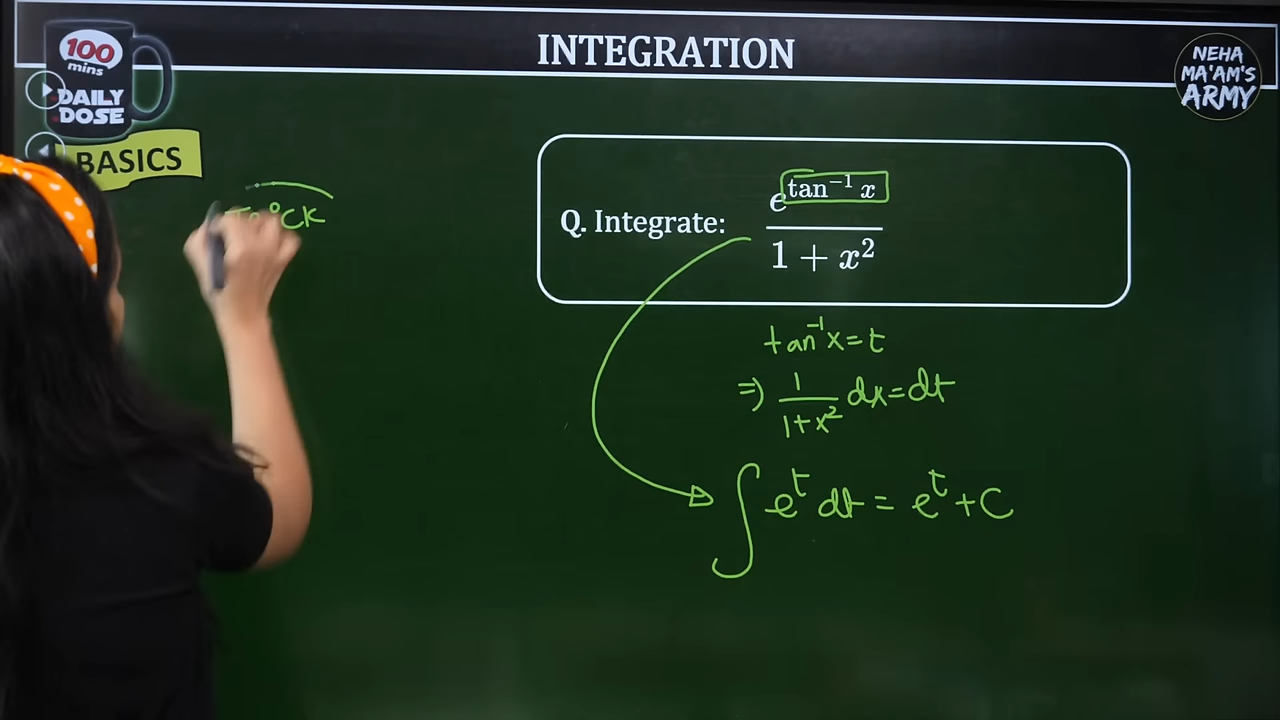 INTEGRATION
100
mins
DAILY
DOSE
BASICS
NEHA
MA'AM'S
ARMY
Q. Integrate: e^{tan⁻¹ x} / 1 + x²
tan⁻¹x=t
⇒ 1/1+x² dx=dt
∫ e^t dt = e^t + C